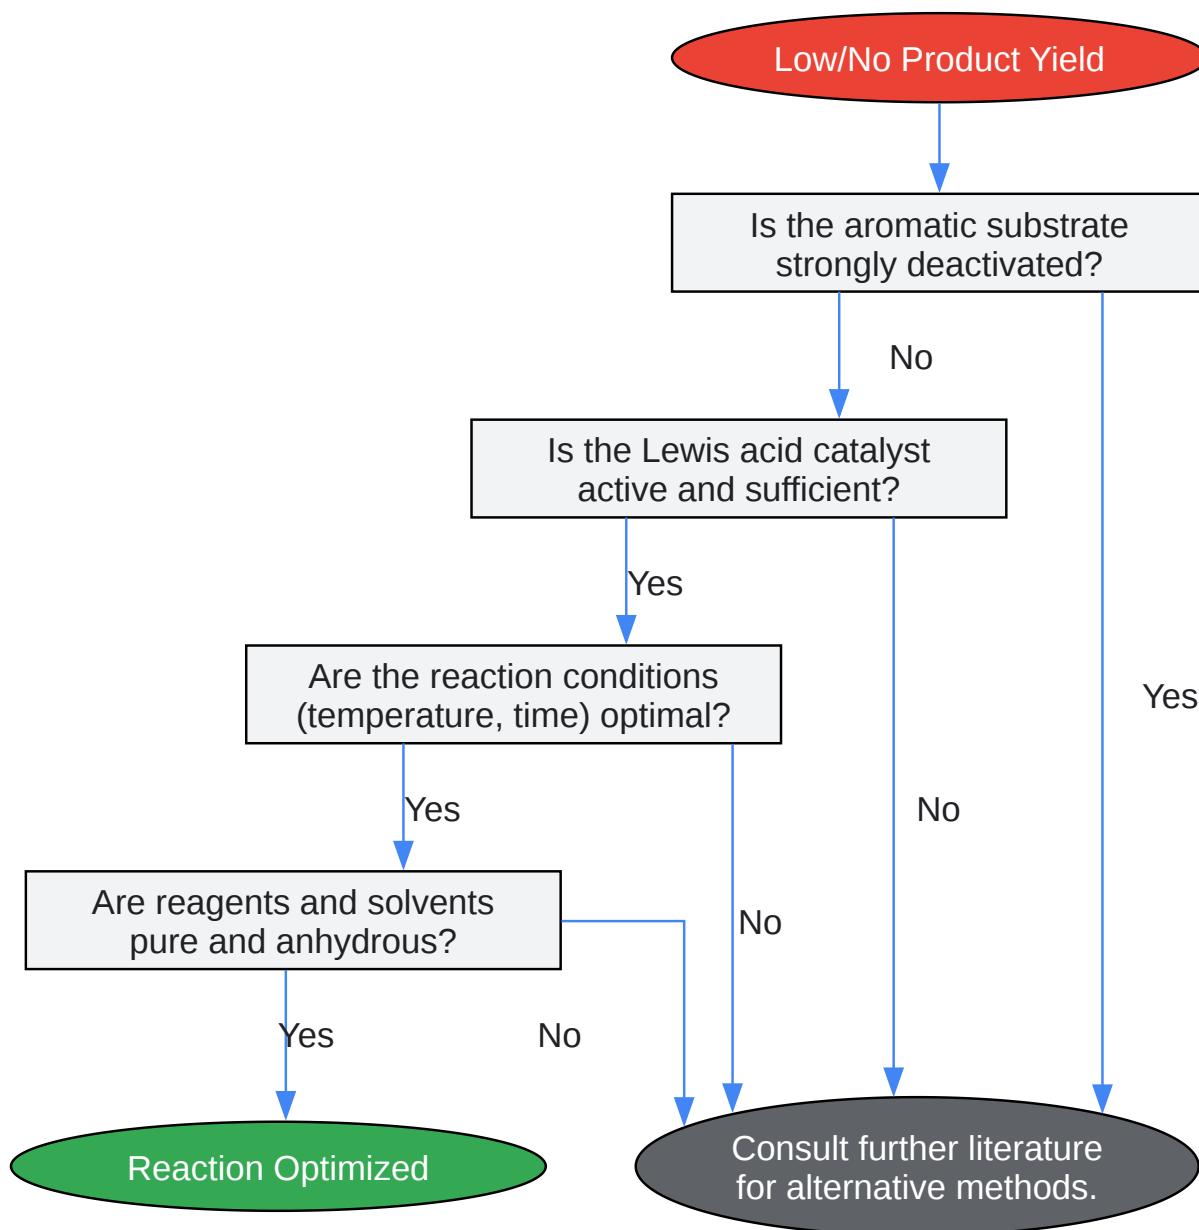 Low/No Product Yield
Is the aromatic substrate
strongly deactivated?
No
Is the Lewis acid catalyst
active and sufficient?
Yes
Are the reaction conditions
(temperature, time) optimal?
Yes
Yes
No
Are reagents and solvents
pure and anhydrous?
No
Yes
No
Reaction Optimized
Consult further literature
for alternative methods.